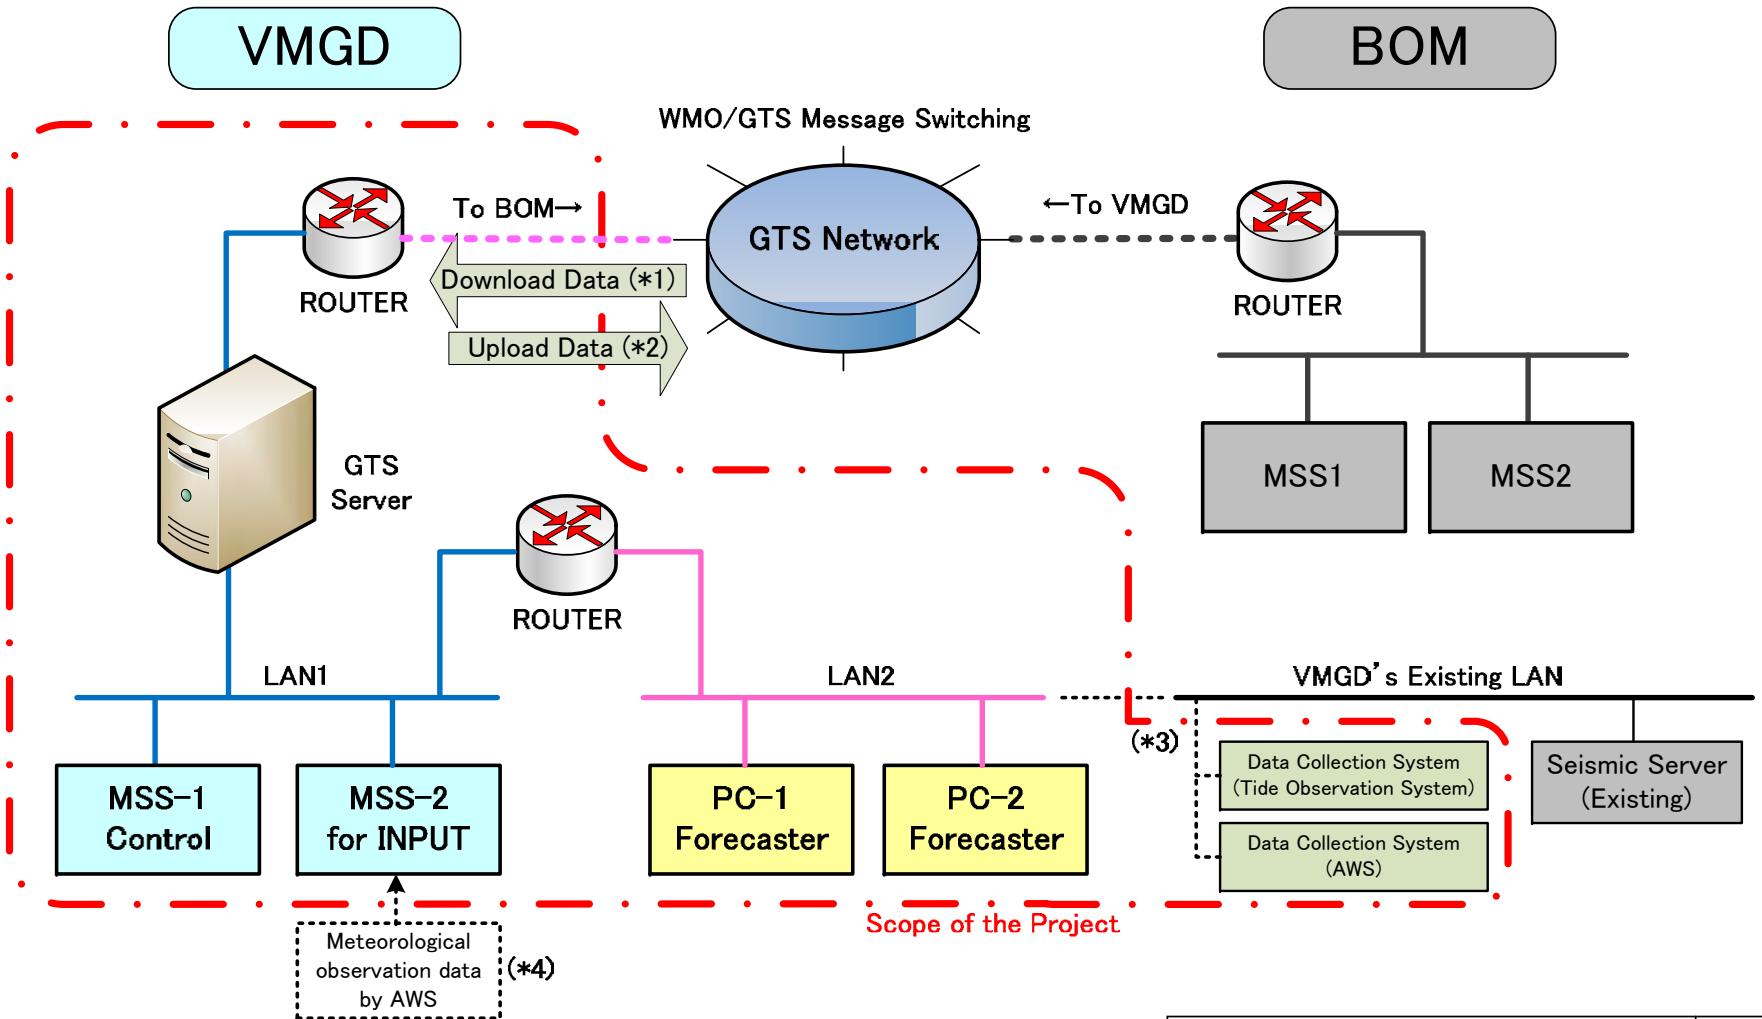 VMGD
BOM
WMO/GTS Message Switching
To BOM→
←To VMGD
GTS Network
Download Data (*1)
Upload Data (*2)
ROUTER
ROUTER
GTS
Server
MSS1
MSS2
ROUTER
LAN1
LAN2
VMGD's Existing LAN
(*3)
MSS-1
Control
MSS-2
for INPUT
PC-1
Forecaster
PC-2
Forecaster
Data Collection System
(Tide Observation System)
Data Collection System
(AWS)
Seismic Server
(Existing)
Scope of the Project
Meteorological
observation data
by AWS
(*4)